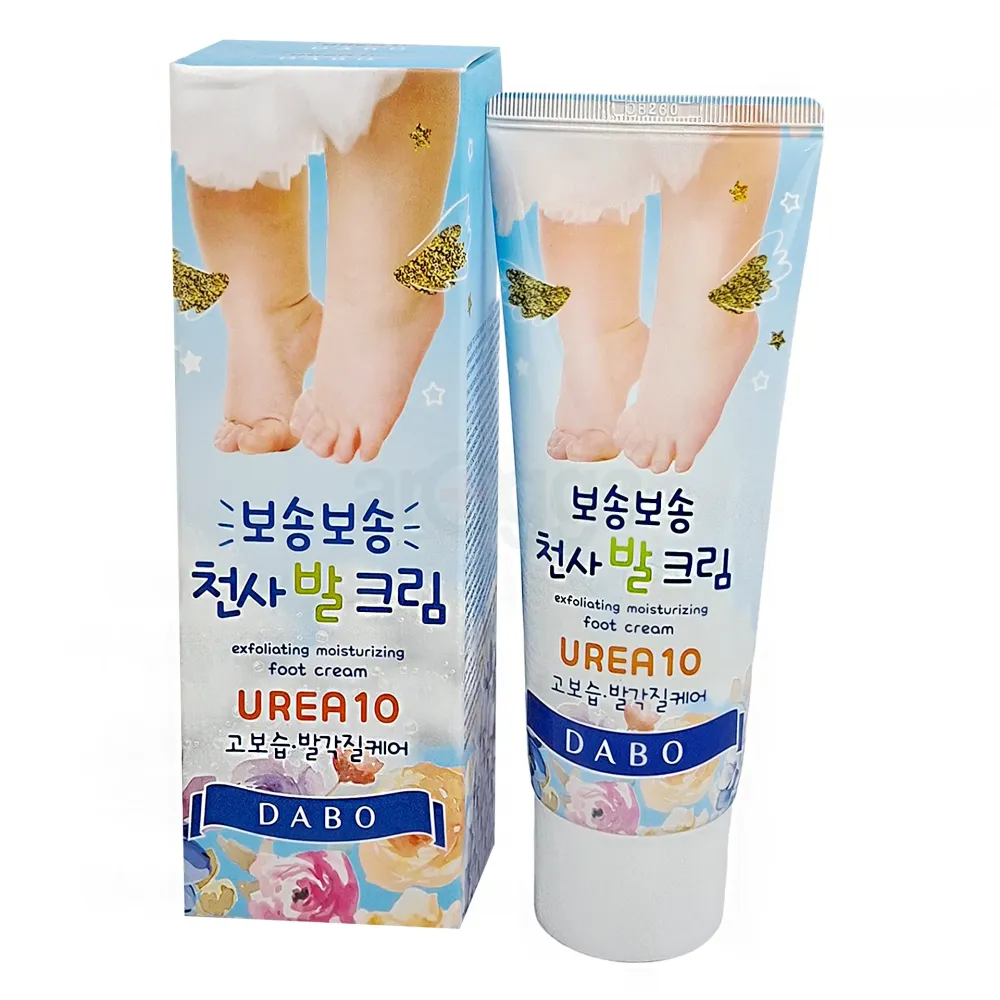 보송보송
천사 발 크림
exfoliating moisturizing
foot cream
UREA10
고보습·발각질케어
DABO
DB260
보송보송
천사 발 크림
exfoliating moisturizing
foot cream
UREA10
고보습·발각질케어
DABO